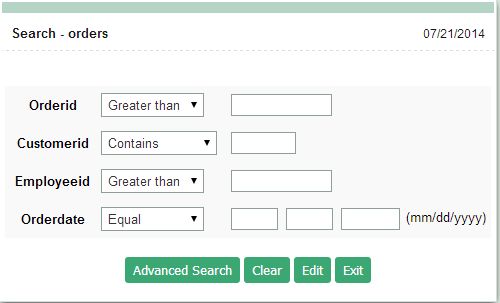 Search - orders 07/21/2014
Orderid Greater than
Customerid Contains
Employeeid Greater than
Orderdate Equal (mm/dd/yyyy)
Advanced Search Clear Edit Exit